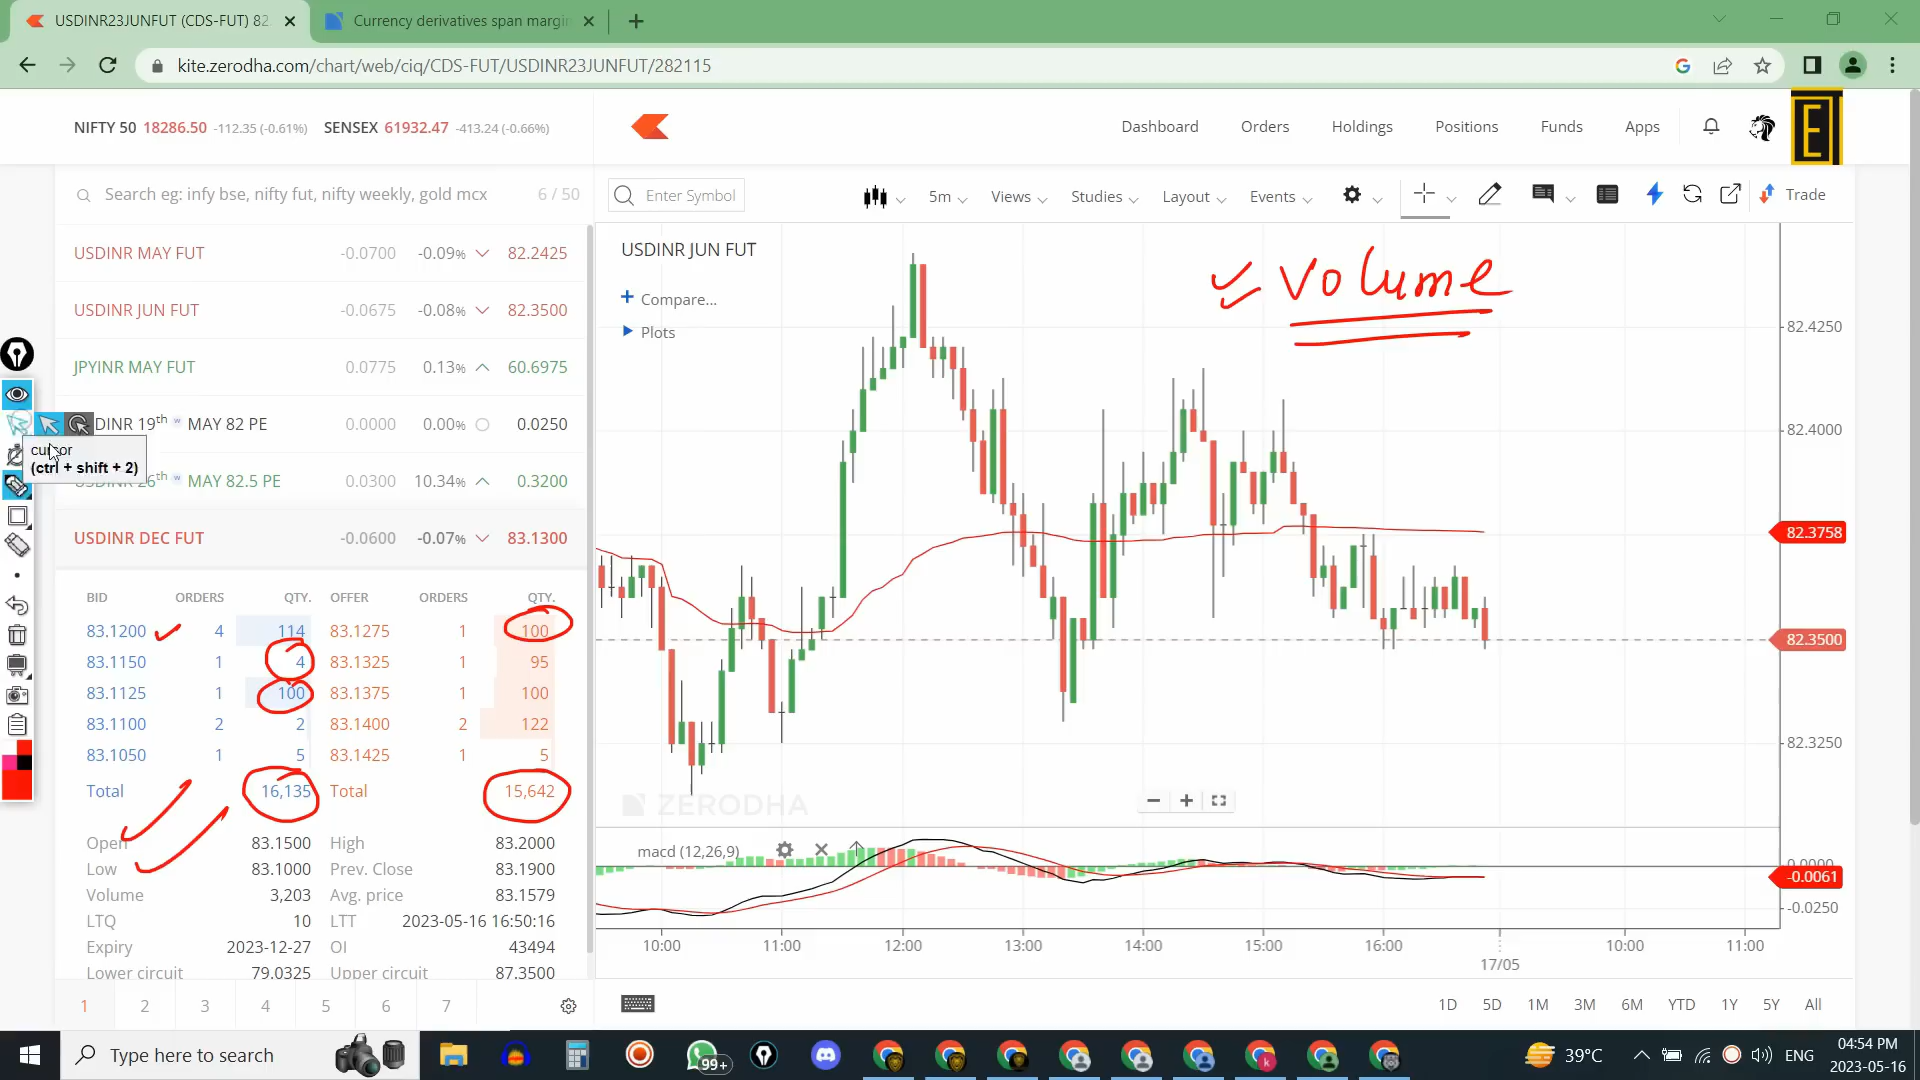 USDINR23JUNFUT (CDS-FUT) 82
Currency derivatives span margin
kite.zerodha.com/chart/web/ciq/CDS-FUT/USDINR23JUNFUT/282115
NIFTY 50 18286.50 -112.35 (-0.61%) SENSEX 61932.47 -413.24 (-0.66%)
Dashboard Orders Holdings Positions Funds Apps
E
Search eg: infy bse, nifty fut, nifty weekly, gold mcx 6 / 50
Enter Symbol 5m Views Studies Layout Events Trade
USDINR MAY FUT -0.0700 -0.09% 82.2425
USDINR JUN FUT -0.0675 -0.08% 82.3500
JPYINR MAY FUT 0.0775 0.13% 60.6975
DINR 19th w MAY 82 PE 0.0000 0.00% 0.0250
cursor
(ctrl + shift + 2)
USDINR 26th w MAY 82.5 PE 0.0300 10.34% 0.3200
USDINR DEC FUT -0.0600 -0.07% 83.1300
BID ORDERS QTY. OFFER ORDERS QTY.
83.1200 4 114 83.1275 1 100
83.1150 1 4 83.1325 1 95
83.1125 1 100 83.1375 1 100
83.1100 2 2 83.1400 2 122
83.1050 1 5 83.1425 1 5
Total 16,135 Total 15,642
Open 83.1500 High 83.2000
Low 83.1000 Prev. Close 83.1900
Volume 3,203 Avg. price 83.1579
LTQ 10 LTT 2023-05-16 16:50:16
Expiry 2023-12-27 OI 43494
Lower circuit 79.0325 Upper circuit 87.3500
1 2 3 4 5 6 7
USDINR JUN FUT
Compare...
Plots
Volume
82.4250
82.4000
82.3758
82.3500
82.3250
ZERODHA
macd (12,26,9)
0.0000
-0.0061
-0.0250
10:00 11:00 12:00 13:00 14:00 15:00 16:00 10:00 11:00
17/05
1D 5D 1M 3M 6M YTD 1Y 5Y All
Type here to search
99+
k
39°C
ENG
04:54 PM
2023-05-16